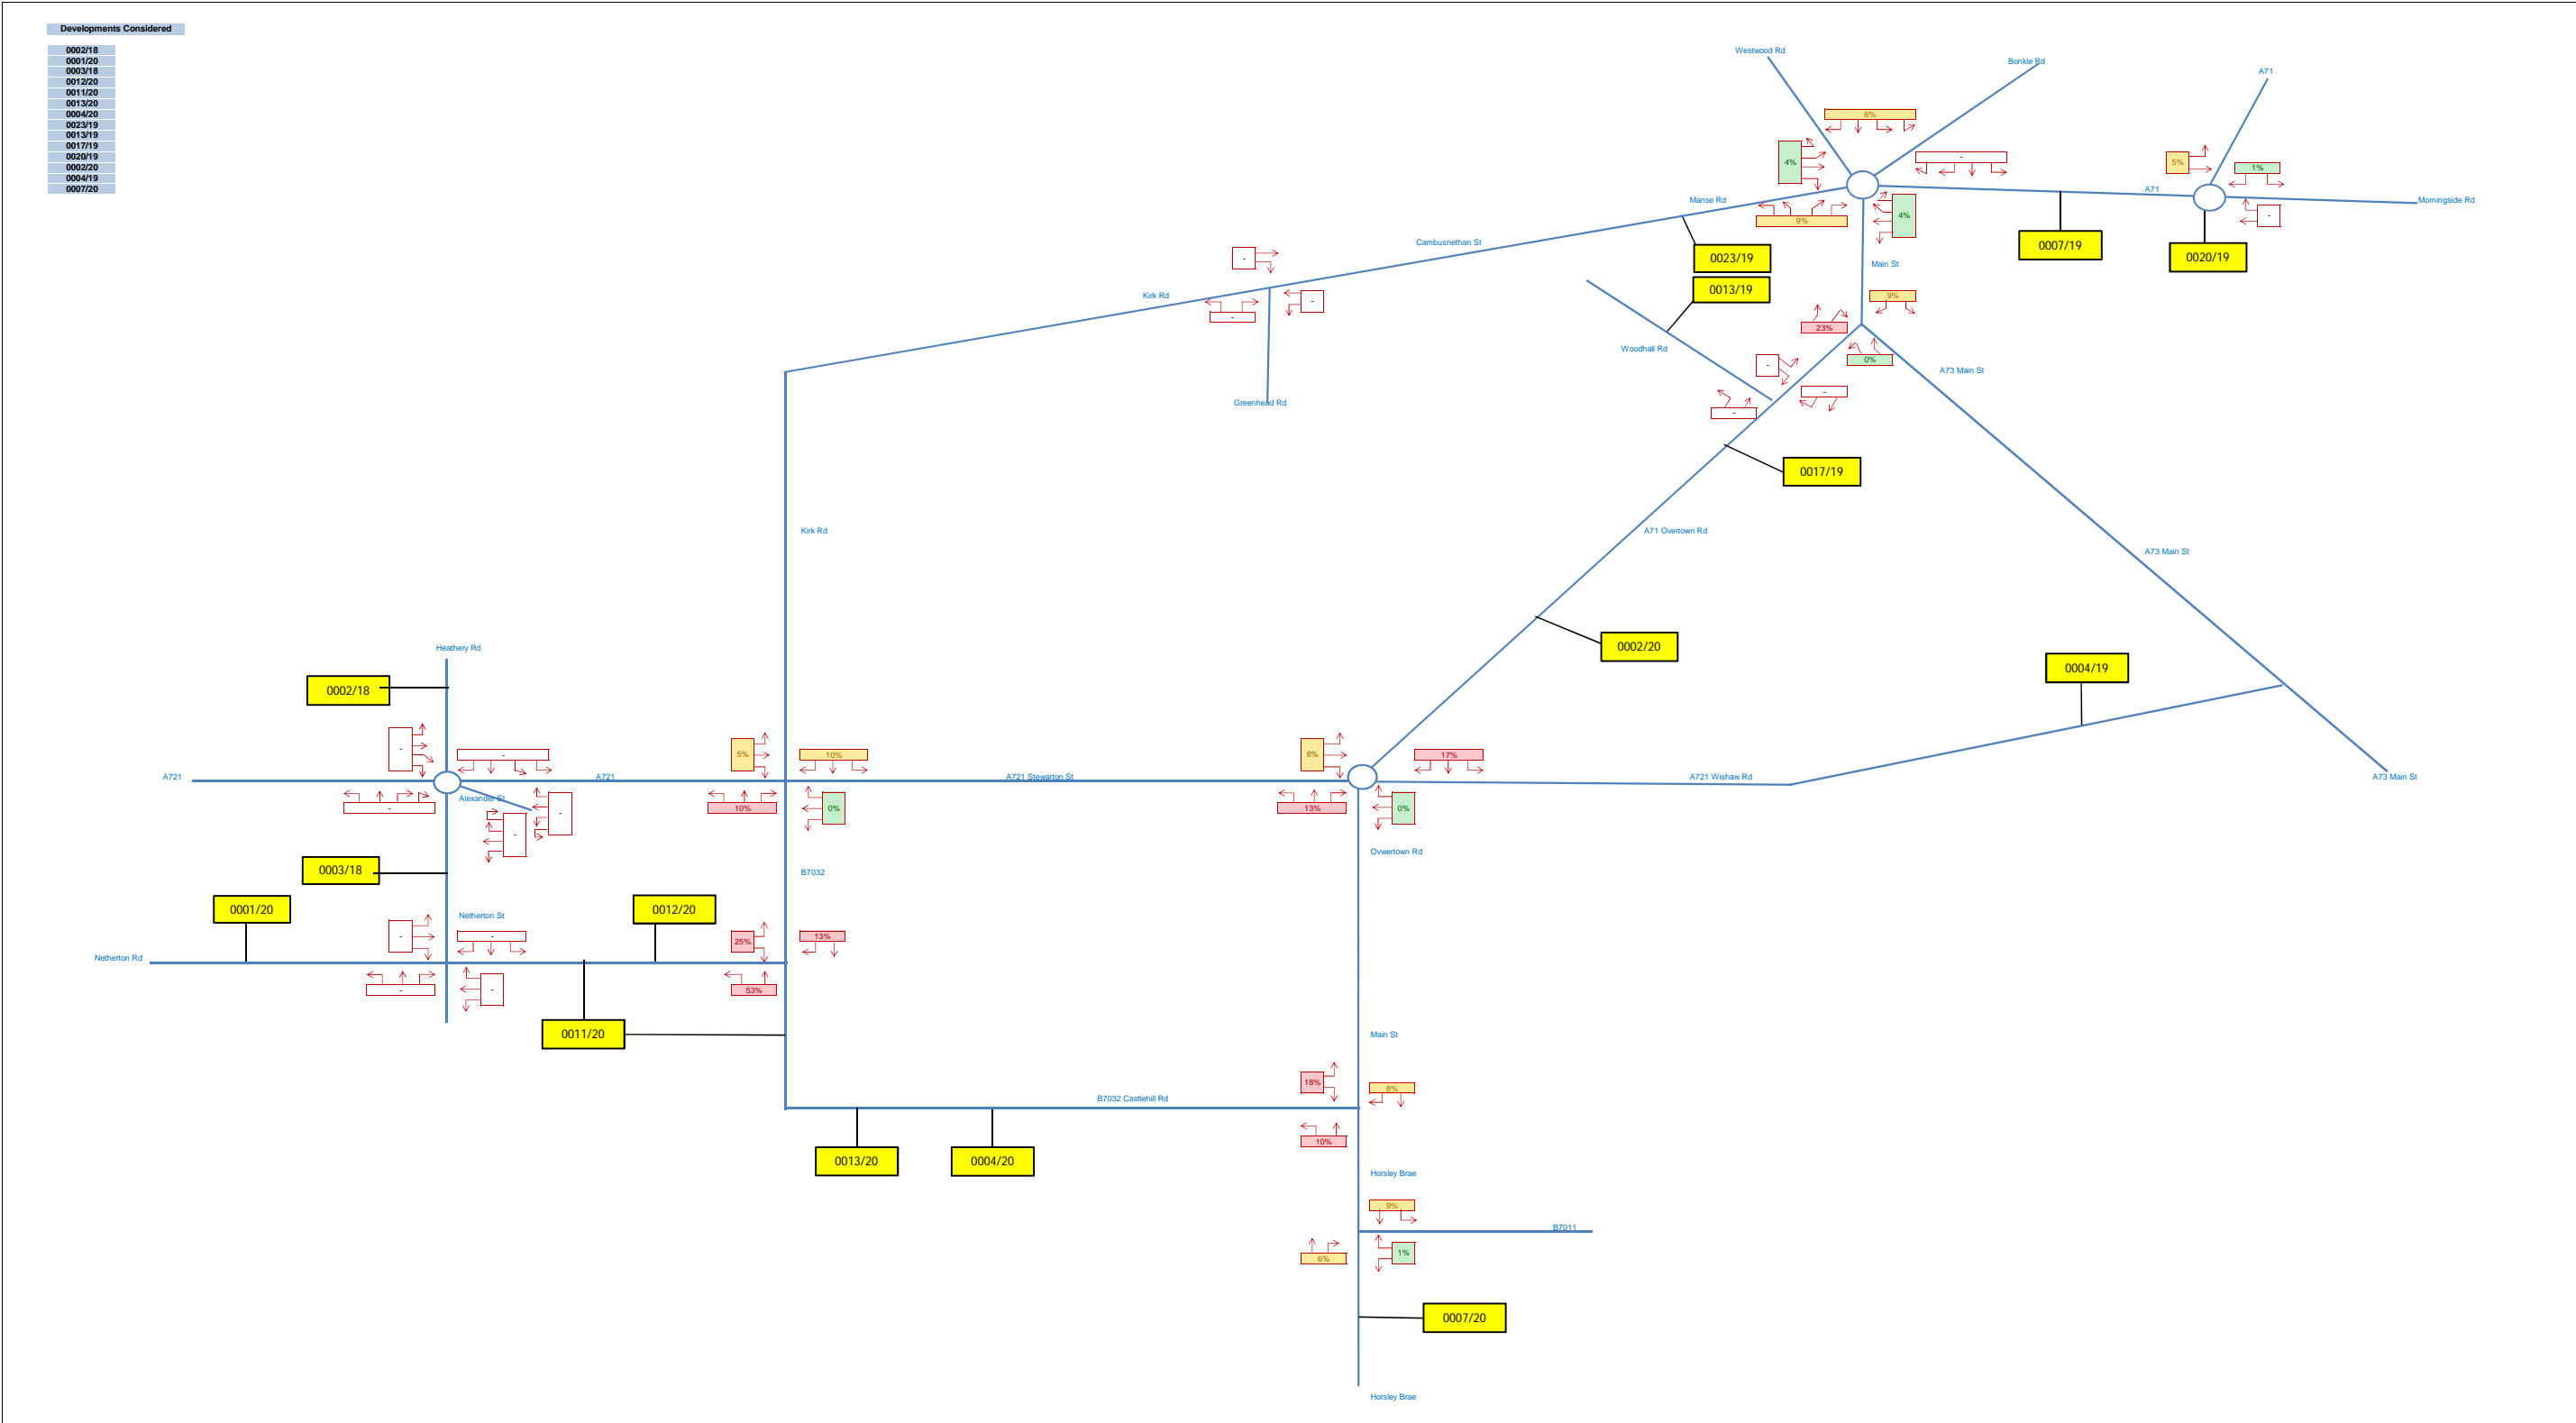 Developments Considered
0002/18
0001/20
0003/18
0012/20
0011/20
0013/20
0004/20
0023/19
0013/19
0017/19
0020/19
0002/20
0004/19
0007/20
Westwood Rd
Bonkle Rd
A71
6%
4%
-
5%
1%
Manse Rd
A71
Morningside Rd
9%
4%
-
Cambusnethan St
0023/19
0007/19
0020/19
-
Main St
Kirk Rd
-
-
0013/19
9%
23%
Woodhall Rd
-
0%
A73 Main St
Greenhead Rd
-
-
0017/19
Kirk Rd
A71 Overtown Rd
A73 Main St
Heathery Rd
0002/20
0004/19
0002/18
-
-
5%
10%
8%
17%
A721
A721
A721 Stewarton St
A721 Wishaw Rd
A73 Main St
Alexander St
-
-
-
10%
0%
13%
0%
Ovwertown Rd
0003/18
B7032
0001/20
0012/20
Netherton St
-
-
25%
13%
Netherton Rd
-
-
53%
0011/20
Main St
18%
8%
B7032 Castlehill Rd
10%
0013/20
0004/20
Horsley Brae
9%
B7011
6%
1%
0007/20
Horsley Brae